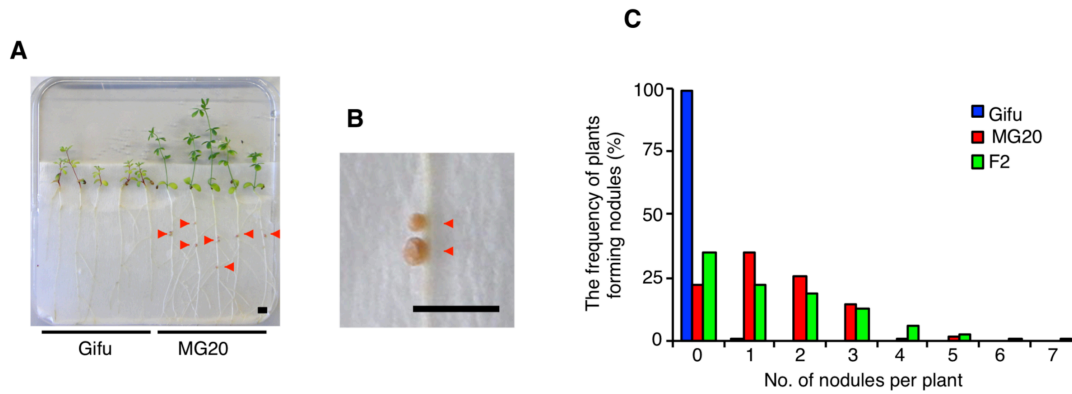 A
Gifu
MG20
B
C
The frequency of plants
forming nodules (%)
100
75
50
25
0
Gifu
MG20
F2
0 1 2 3 4 5 6 7
No. of nodules per plant